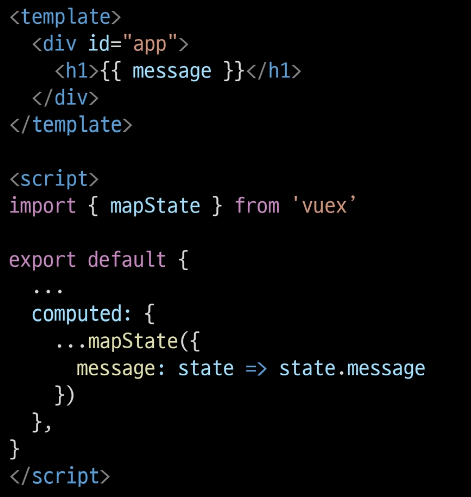 <template>
  <div id="app">
    <h1>{{ message }}</h1>
  </div>
</template>

<script>
import { mapState } from 'vuex’

export default {
  ...
  computed: {
    ...mapState({
      message: state => state.message
    })
  },
}
</script>